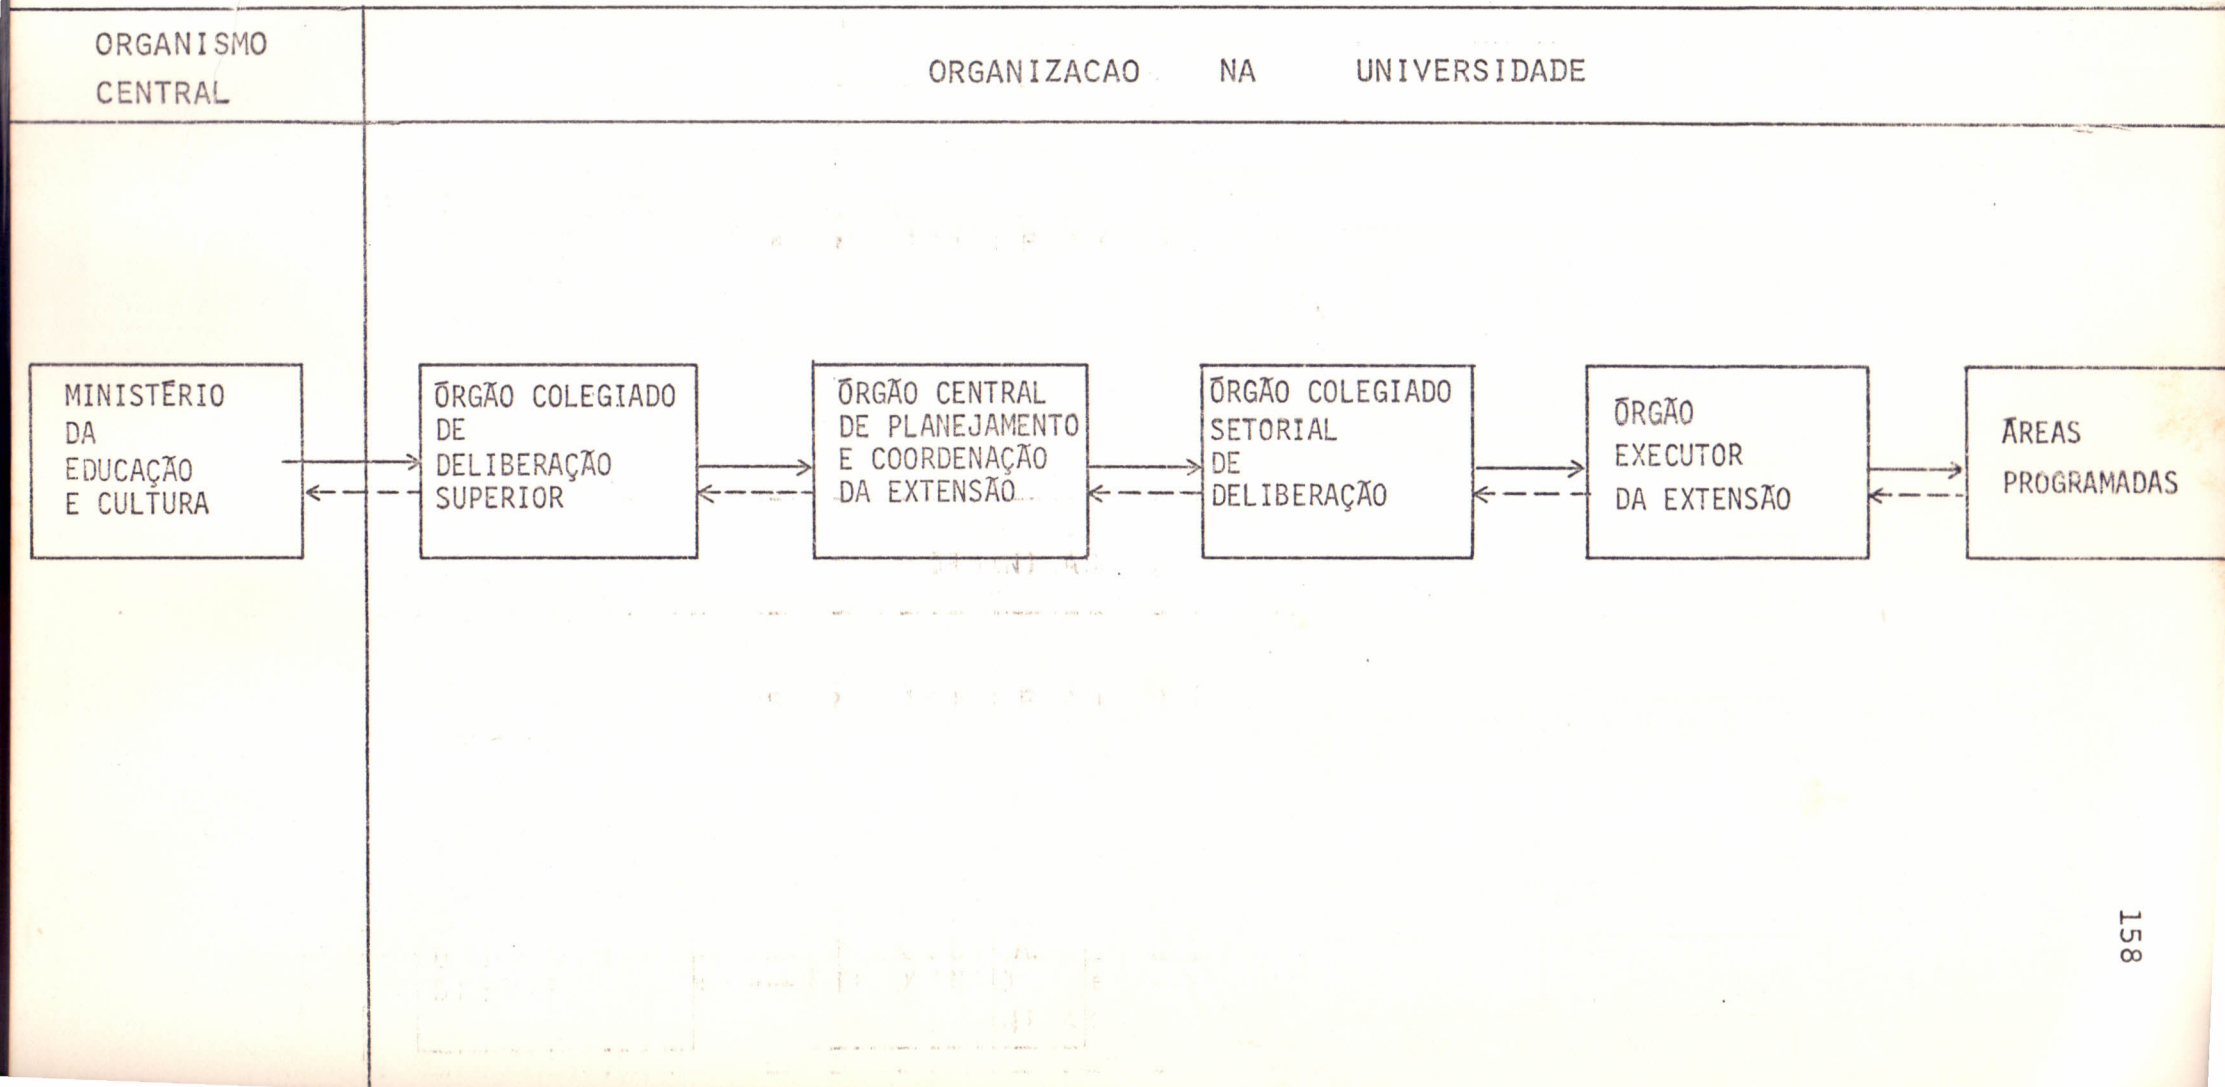 ORGANISMO
CENTRAL
ORGANIZACAO NA UNIVERSIDADE
MINISTÉRIO
DA
EDUCAÇÃO
E CULTURA
ÓRGÃO COLEGIADO
DE
DELIBERAÇÃO
SUPERIOR
ÓRGÃO CENTRAL
DE PLANEJAMENTO
E COORDENAÇÃO
DA EXTENSÃO
ÓRGÃO COLEGIADO
SETORIAL
DE
DELIBERAÇÃO
ÓRGÃO
EXECUTOR
DA EXTENSÃO
ÁREAS
PROGRAMADAS
158